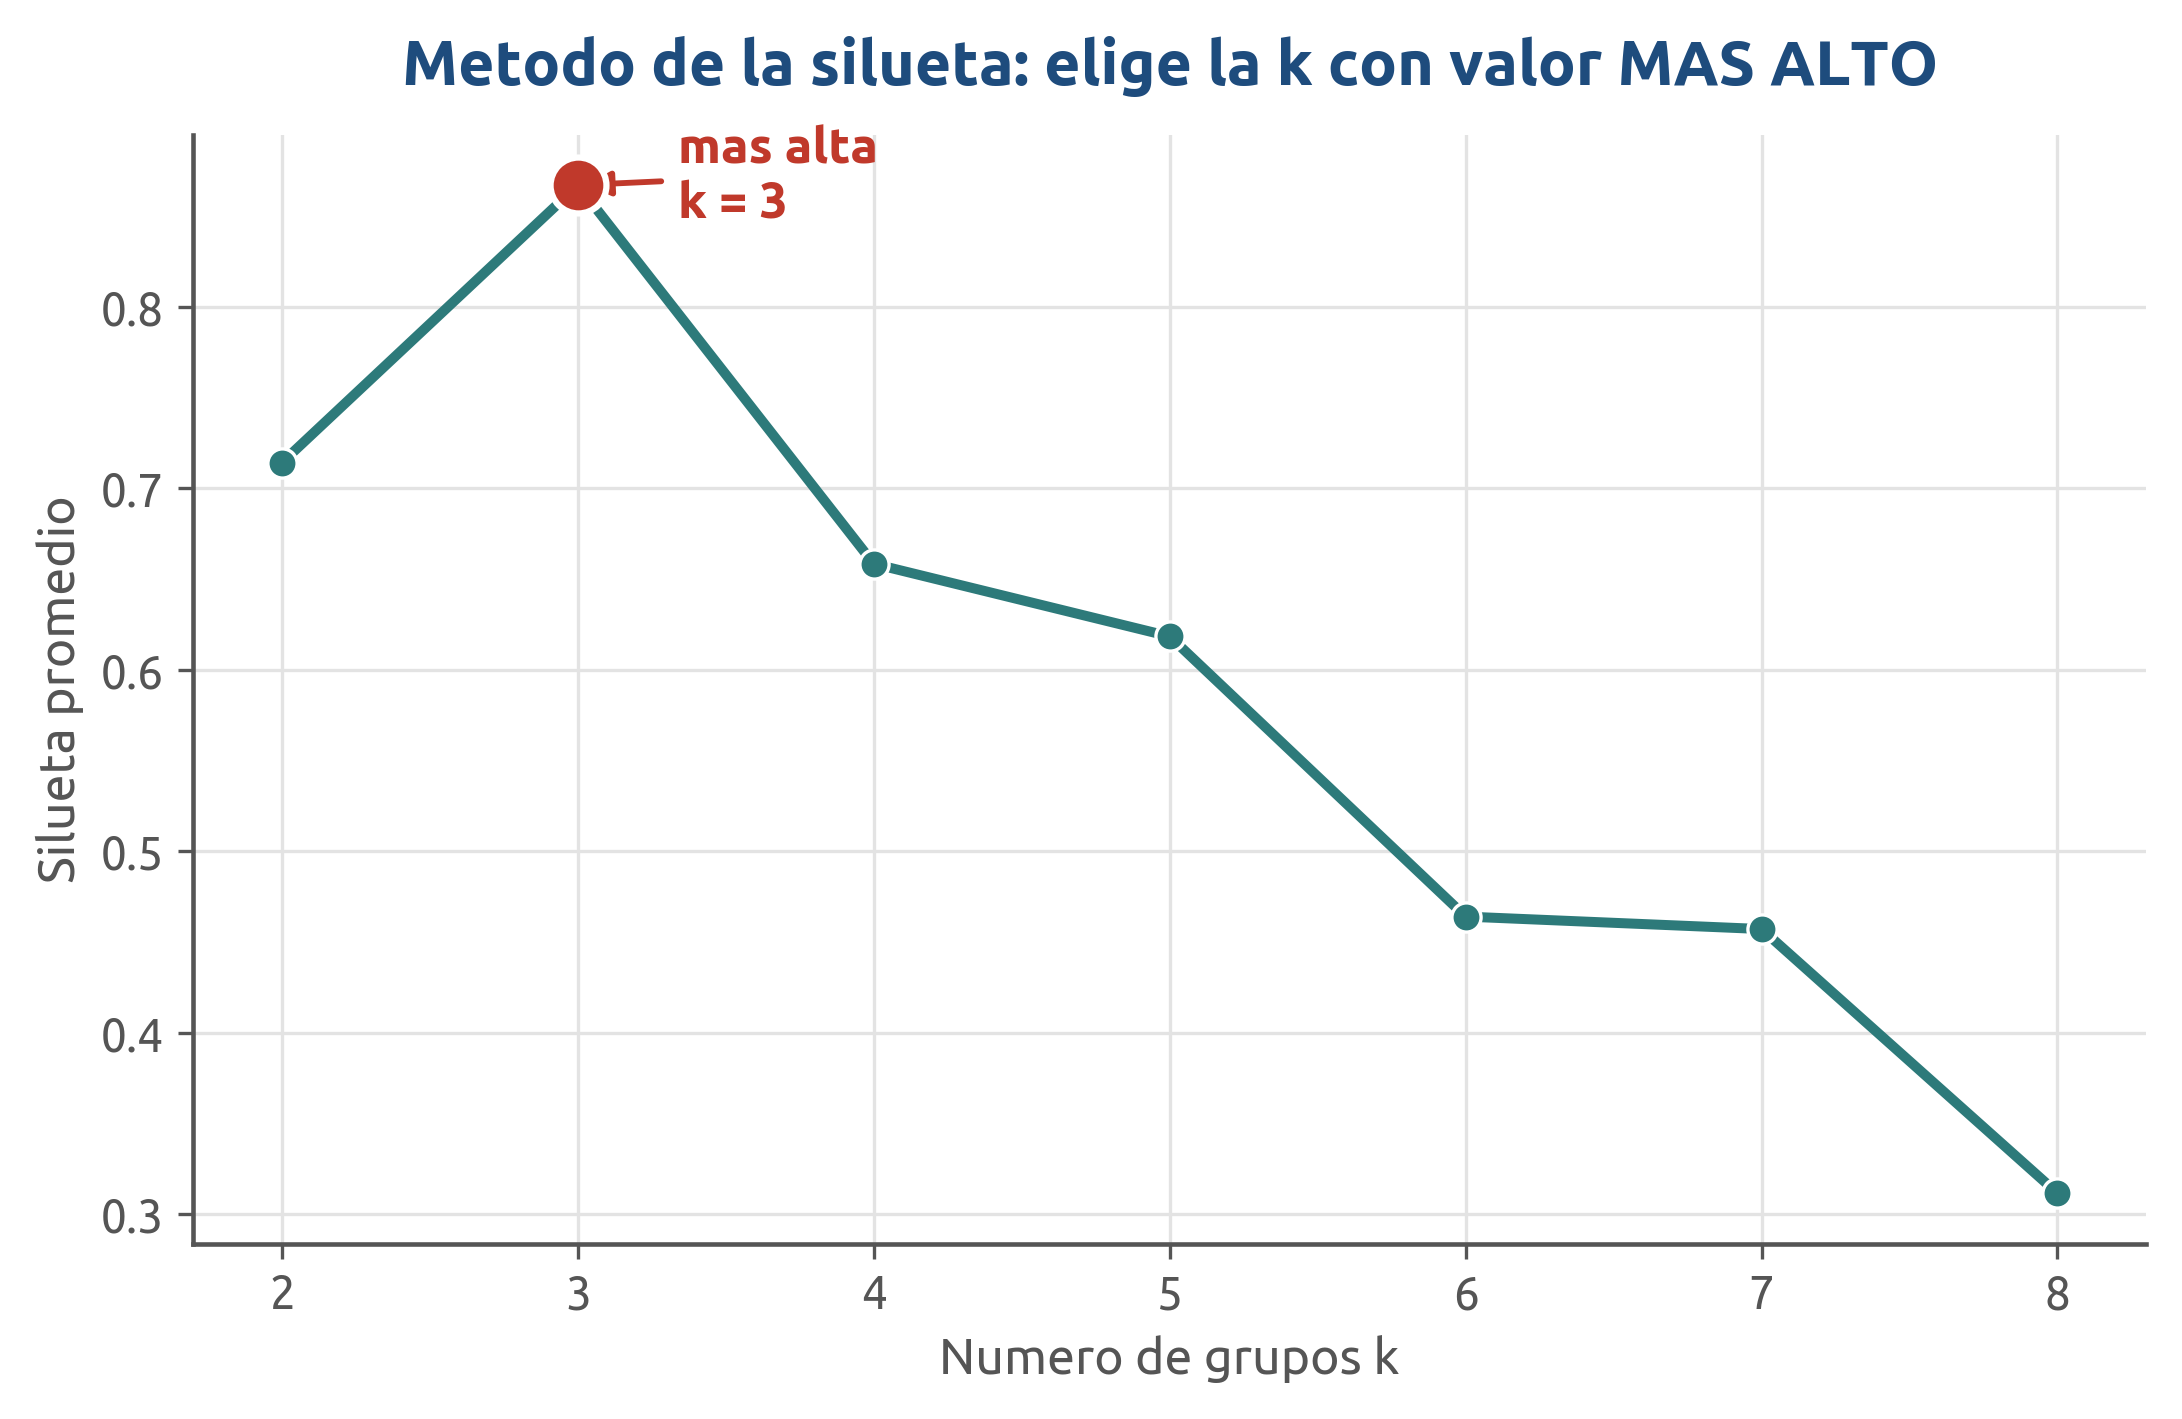 Metodo de la silueta: elige la k con valor MAS ALTO
mas alta
k = 3
0.8
0.7
0.6
0.5
0.4
0.3
Silueta promedio
2 3 4 5 6 7 8
Numero de grupos k